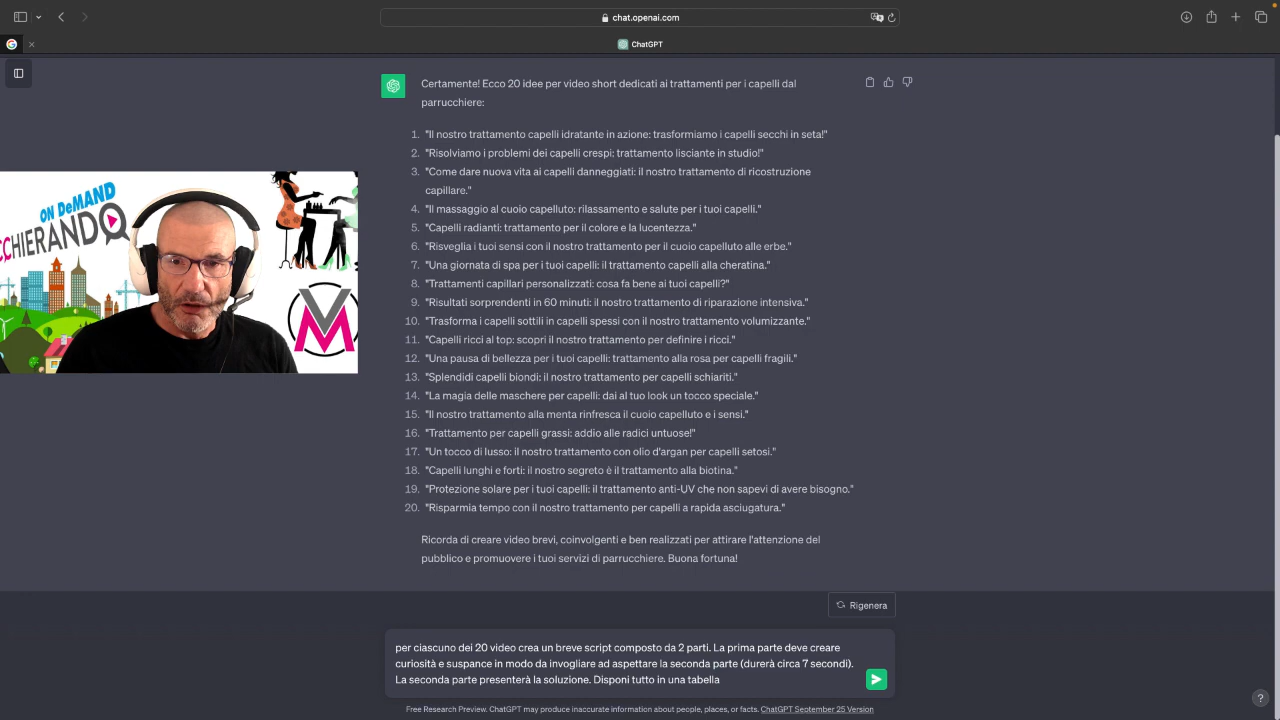 chat.openai.com
ChatGPT
Certamente! Ecco 20 idee per video short dedicati ai trattamenti per i capelli dal
parrucchiere:
1. "Il nostro trattamento capelli idratante in azione: trasformiamo i capelli secchi in seta!"
2. "Risolviamo i problemi dei capelli crespi: trattamento lisciante in studio!"
3. "Come dare nuova vita ai capelli danneggiati: il nostro trattamento di ricostruzione
capillare."
4. "Il massaggio al cuoio capelluto: rilassamento e salute per i tuoi capelli."
5. "Capelli radianti: trattamento per il colore e la lucentezza."
6. "Risveglia i tuoi sensi con il nostro trattamento per il cuoio capelluto alle erbe."
7. "Una giornata di spa per i tuoi capelli: il trattamento capelli alla cheratina."
8. "Trattamenti capillari personalizzati: cosa fa bene ai tuoi capelli?"
9. "Risultati sorprendenti in 60 minuti: il nostro trattamento di riparazione intensiva."
10. "Trasforma i capelli sottili in capelli spessi con il nostro trattamento volumizzante."
11. "Capelli ricci al top: scopri il nostro trattamento per definire i ricci."
12. "Una pausa di bellezza per i tuoi capelli: trattamento alla rosa per capelli fragili."
13. "Splendidi capelli biondi: il nostro trattamento per capelli schiariti."
14. "La magia delle maschere per capelli: dai al tuo look un tocco speciale."
15. "Il nostro trattamento alla menta rinfresca il cuoio capelluto e i sensi."
16. "Trattamento per capelli grassi: addio alle radici untuose!"
17. "Un tocco di lusso: il nostro trattamento con olio d'argan per capelli setosi."
18. "Capelli lunghi e forti: il nostro segreto è il trattamento alla biotina."
19. "Protezione solare per i tuoi capelli: il trattamento anti-UV che non sapevi di avere bisogno."
20. "Risparmia tempo con il nostro trattamento per capelli a rapida asciugatura."
Ricorda di creare video brevi, coinvolgenti e ben realizzati per attirare l'attenzione del
pubblico e promuovere i tuoi servizi di parrucchiere. Buona fortuna!
ON DeMAND
CCHIERANDO
VM
Rigenera
per ciascuno dei 20 video crea un breve script composto da 2 parti. La prima parte deve creare
curiosità e suspance in modo da invogliare ad aspettare la seconda parte (durerà circa 7 secondi).
La seconda parte presenterà la soluzione. Disponi tutto in una tabella
Free Research Preview. ChatGPT may produce inaccurate information about people, places, or facts. ChatGPT September 25 Version
?